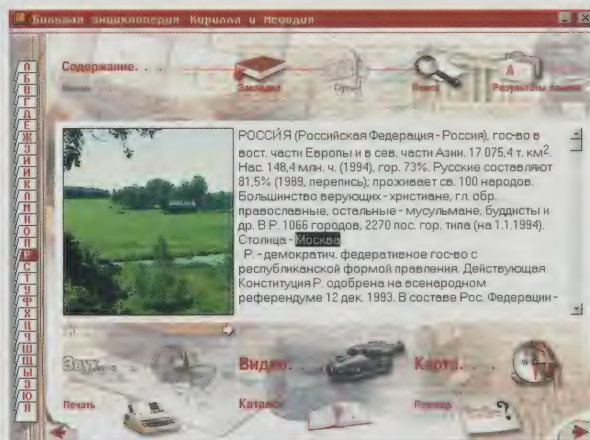 Большая энциклопедия Кирилла и Мефодия
А
Б
В
Г
Д
Е
Ж
З
И
Й
К
Л
М
Н
О
П
Р
С
Т
У
Ф
Х
Ц
Ч
Ш
Щ
Ы
Э
Ю
Я
Содержание. . .
Закладка
Путь
Поиск
Результаты поиска
РОССИ́Я (Российская Федерация - Россия), гос-во в
вост. части Европы и в сев. части Азии. 17 075,4 т. км2.
Нас. 148,4 млн. ч. (1994), гор. 73%. Русские составляют
81,5% (1989, перепись); проживает св. 100 народов.
Большинство верующих - христиане, гл. обр.
православные, остальные - мусульмане, буддисты и
др. В Р. 1066 городов, 2270 пос. гор. типа (на 1.1.1994).
Столица - Москва
Р. - демократич. федеративное гос-во с
республиканской формой правления. Действующая
Конституция Р. одобрена на всенародном
референдуме 12 дек. 1993. В составе Рос. Федерации -
Звук. . .
Видео. . .
Карта. . .
Печать
Каталог
Помощь